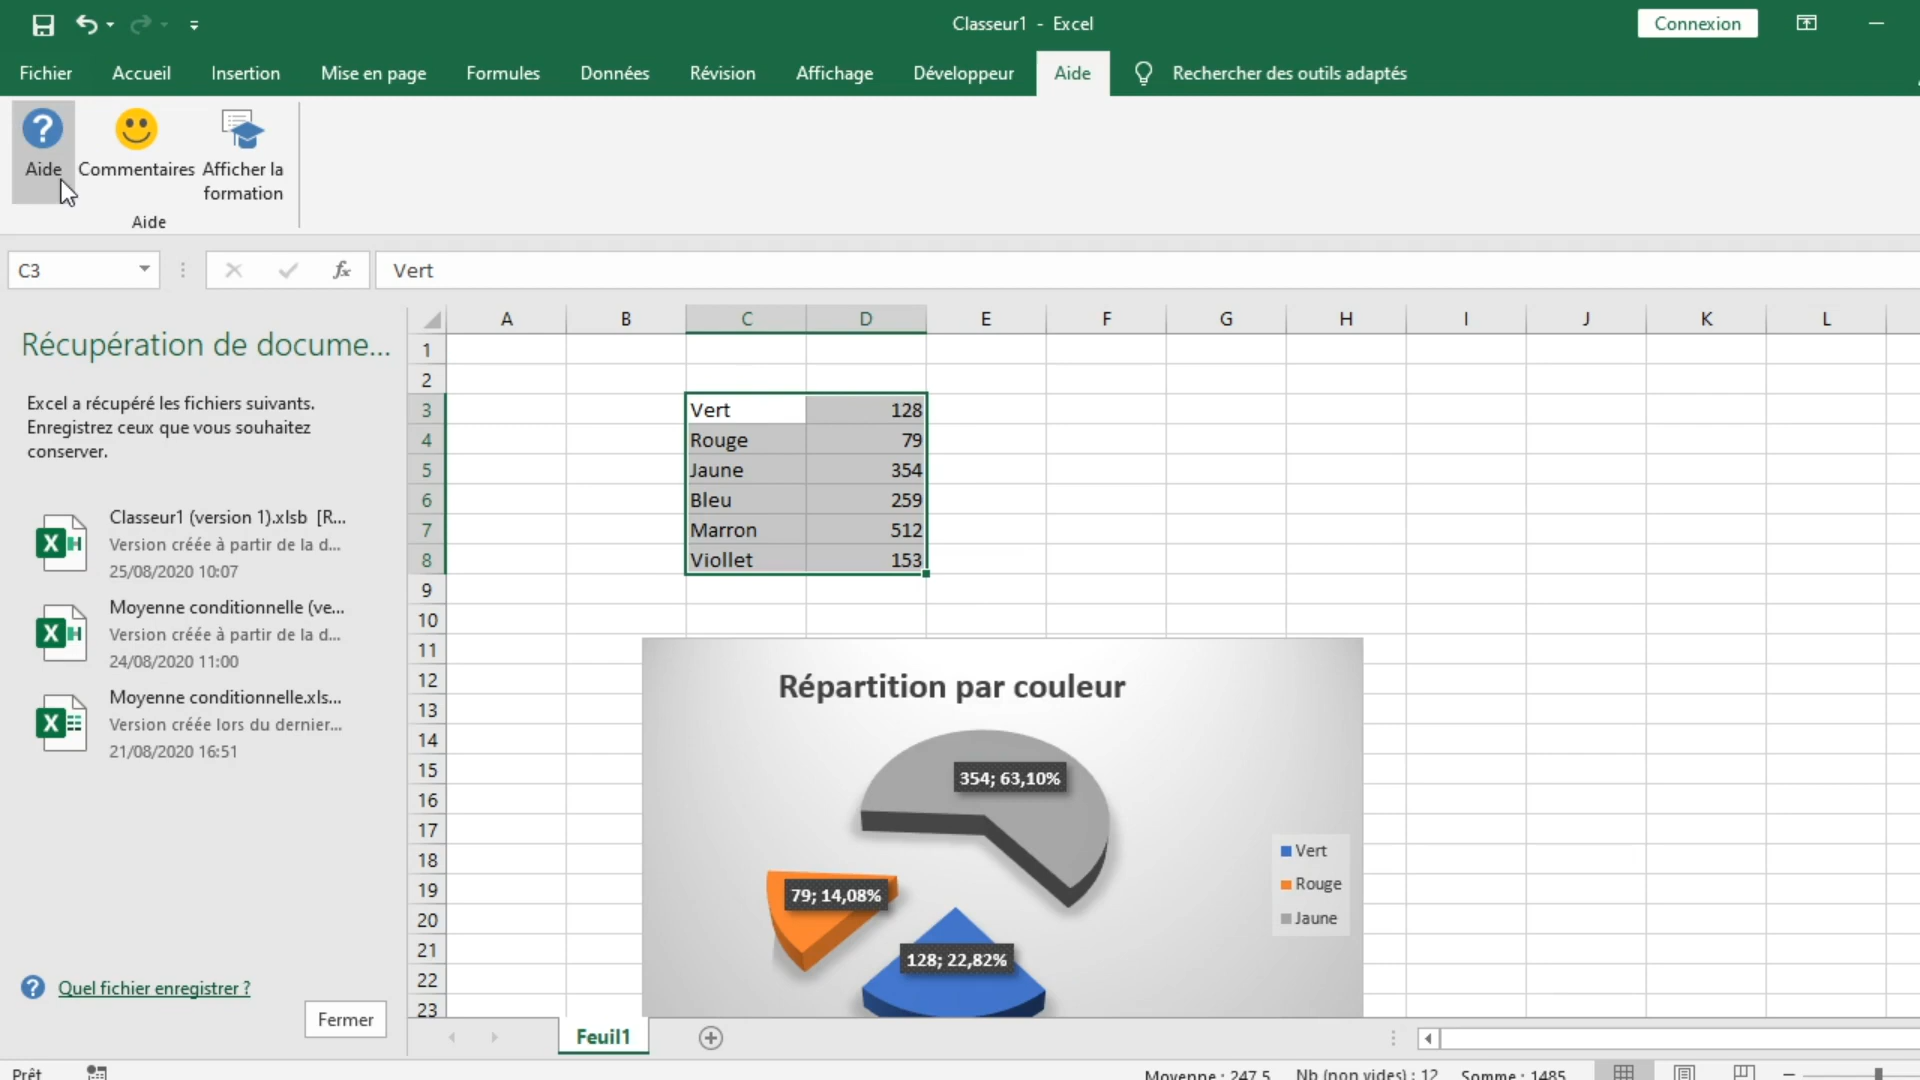 Classeur1 - Excel
Connexion
Fichier Accueil Insertion Mise en page Formules Données Révision Affichage Développeur Aide Rechercher des outils adaptés
Aide
Commentaires
Afficher la
formation
Aide
C3
fx
Vert
Récupération de docume...
Excel a récupéré les fichiers suivants.
Enregistrez ceux que vous souhaitez
conserver.
Classeur1 (version 1).xlsb [R...
Version créée à partir de la d...
25/08/2020 10:07
Moyenne conditionnelle (ve...
Version créée à partir de la d...
24/08/2020 11:00
Moyenne conditionnelle.xls...
Version créée lors du dernier...
21/08/2020 16:51
Quel fichier enregistrer ?
Fermer
A B C D E F G H I J K L
1
2
3 Vert 128
4 Rouge 79
5 Jaune 354
6 Bleu 259
7 Marron 512
8 Viollet 153
9
10
11
12
13
14
15
16
17
18
19
20
21
22
23
Répartition par couleur
354; 63,10%
79; 14,08%
128; 22,82%
Vert
Rouge
Jaune
Feuil1
Prêt
Moyenne : 247,5 Nb (non vides) : 12 Somme : 1485